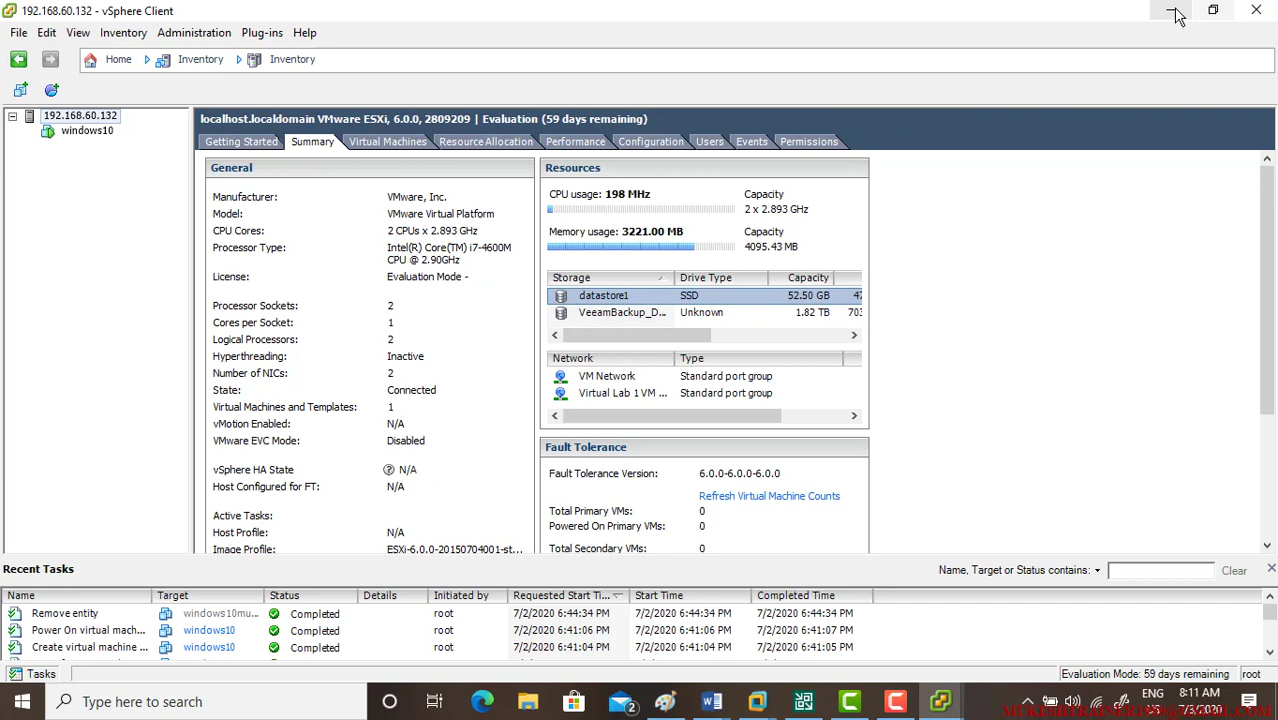 192.168.60.132 - vSphere Client
File Edit View Inventory Administration Plug-ins Help
Home Inventory Inventory
192.168.60.132
windows10
localhost.localdomain VMware ESXi, 6.0.0, 2809209 | Evaluation (59 days remaining)
Getting Started Summary Virtual Machines Resource Allocation Performance Configuration Users Events Permissions
General
Manufacturer: VMware, Inc.
Model: VMware Virtual Platform
CPU Cores: 2 CPUs x 2.893 GHz
Processor Type: Intel(R) Core(TM) i7-4600M
CPU @ 2.90GHz
License: Evaluation Mode -
Processor Sockets: 2
Cores per Socket: 1
Logical Processors: 2
Hyperthreading: Inactive
Number of NICs: 2
State: Connected
Virtual Machines and Templates: 1
vMotion Enabled: N/A
VMware EVC Mode: Disabled
vSphere HA State N/A
Host Configured for FT: N/A
Active Tasks:
Host Profile: N/A
Image Profile: ESXi-6.0.0-20150704001-st...
Resources
CPU usage: 198 MHz Capacity
2 x 2.893 GHz
Memory usage: 3221.00 MB Capacity
4095.43 MB
Storage Drive Type Capacity
datastore1 SSD 52.50 GB 47
VeeamBackup_D... Unknown 1.82 TB 703
Network Type
VM Network Standard port group
Virtual Lab 1 VM ... Standard port group
Fault Tolerance
Fault Tolerance Version: 6.0.0-6.0.0-6.0.0
Refresh Virtual Machine Counts
Total Primary VMs: 0
Powered On Primary VMs: 0
Total Secondary VMs: 0
Recent Tasks Name, Target or Status contains: Clear
Name Target Status Details Initiated by Requested Start Ti... Start Time Completed Time
Remove entity windows10mu... Completed root 7/2/2020 6:44:34 PM 7/2/2020 6:44:34 PM 7/2/2020 6:44:34 PM
Power On virtual mach... windows10 Completed root 7/2/2020 6:41:06 PM 7/2/2020 6:41:06 PM 7/2/2020 6:41:07 PM
Create virtual machine ... windows10 Completed root 7/2/2020 6:41:04 PM 7/2/2020 6:41:04 PM 7/2/2020 6:41:05 PM
Tasks Evaluation Mode: 59 days remaining root
Type here to search 2 ENG 8:11 AM
7/3/2020